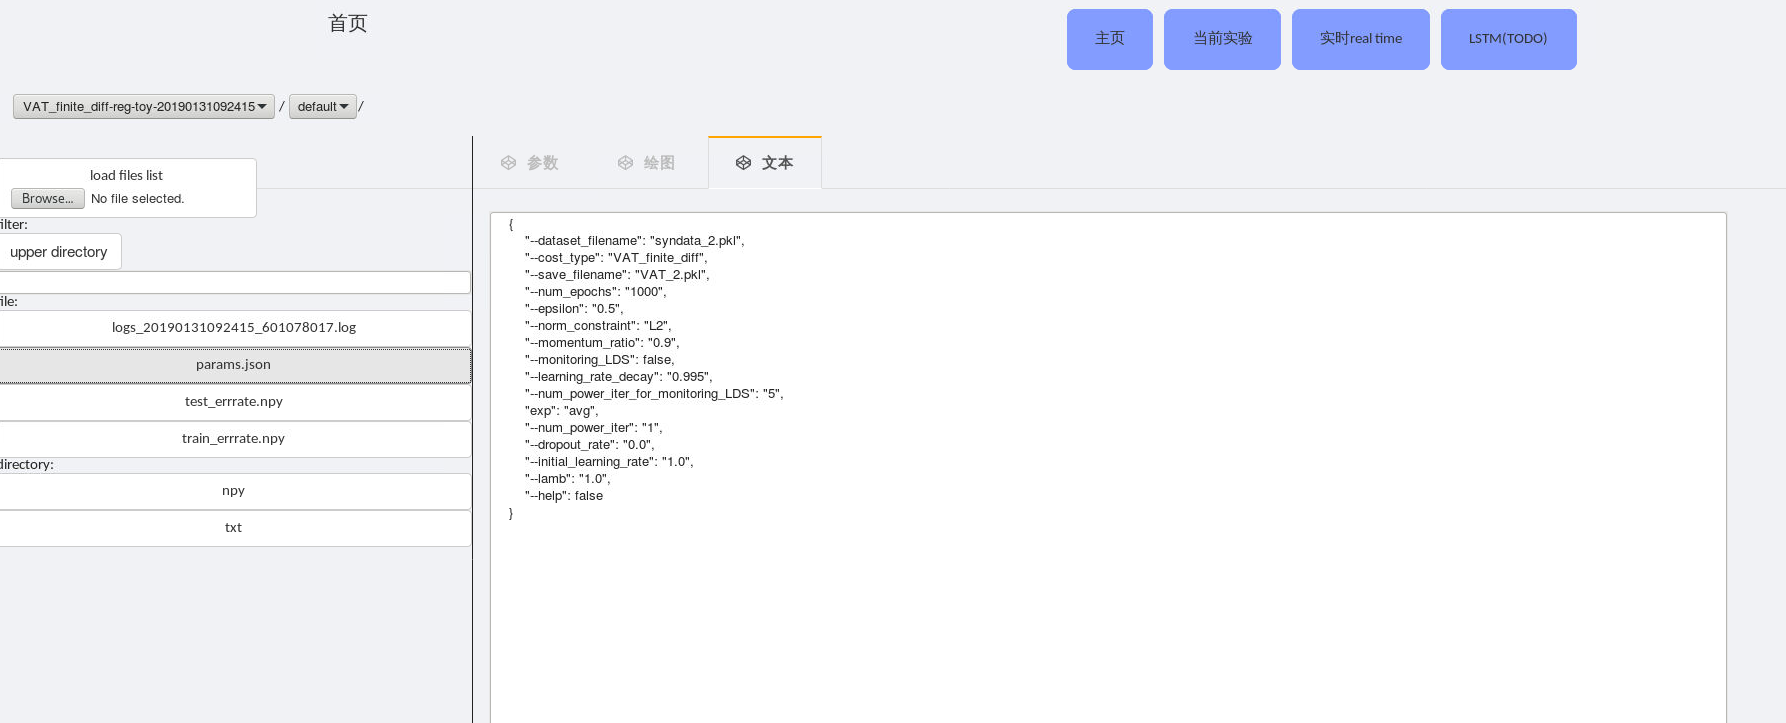 首页
主页
当前实验
实时real time
LSTM(TODO)
VAT_finite_diff-reg-toy-20190131092415 / default /
load files list
Browse... No file selected.
filter:
upper directory
file:
logs_20190131092415_601078017.log
params.json
test_errrate.npy
train_errrate.npy
directory:
npy
txt
参数
绘图
文本
{
"--dataset_filename": "syndata_2.pkl",
"--cost_type": "VAT_finite_diff",
"--save_filename": "VAT_2.pkl",
"--num_epochs": "1000",
"--epsilon": "0.5",
"--norm_constraint": "L2",
"--momentum_ratio": "0.9",
"--monitoring_LDS": false,
"--learning_rate_decay": "0.995",
"--num_power_iter_for_monitoring_LDS": "5",
"exp": "avg",
"--num_power_iter": "1",
"--dropout_rate": "0.0",
"--initial_learning_rate": "1.0",
"--lamb": "1.0",
"--help": false
}